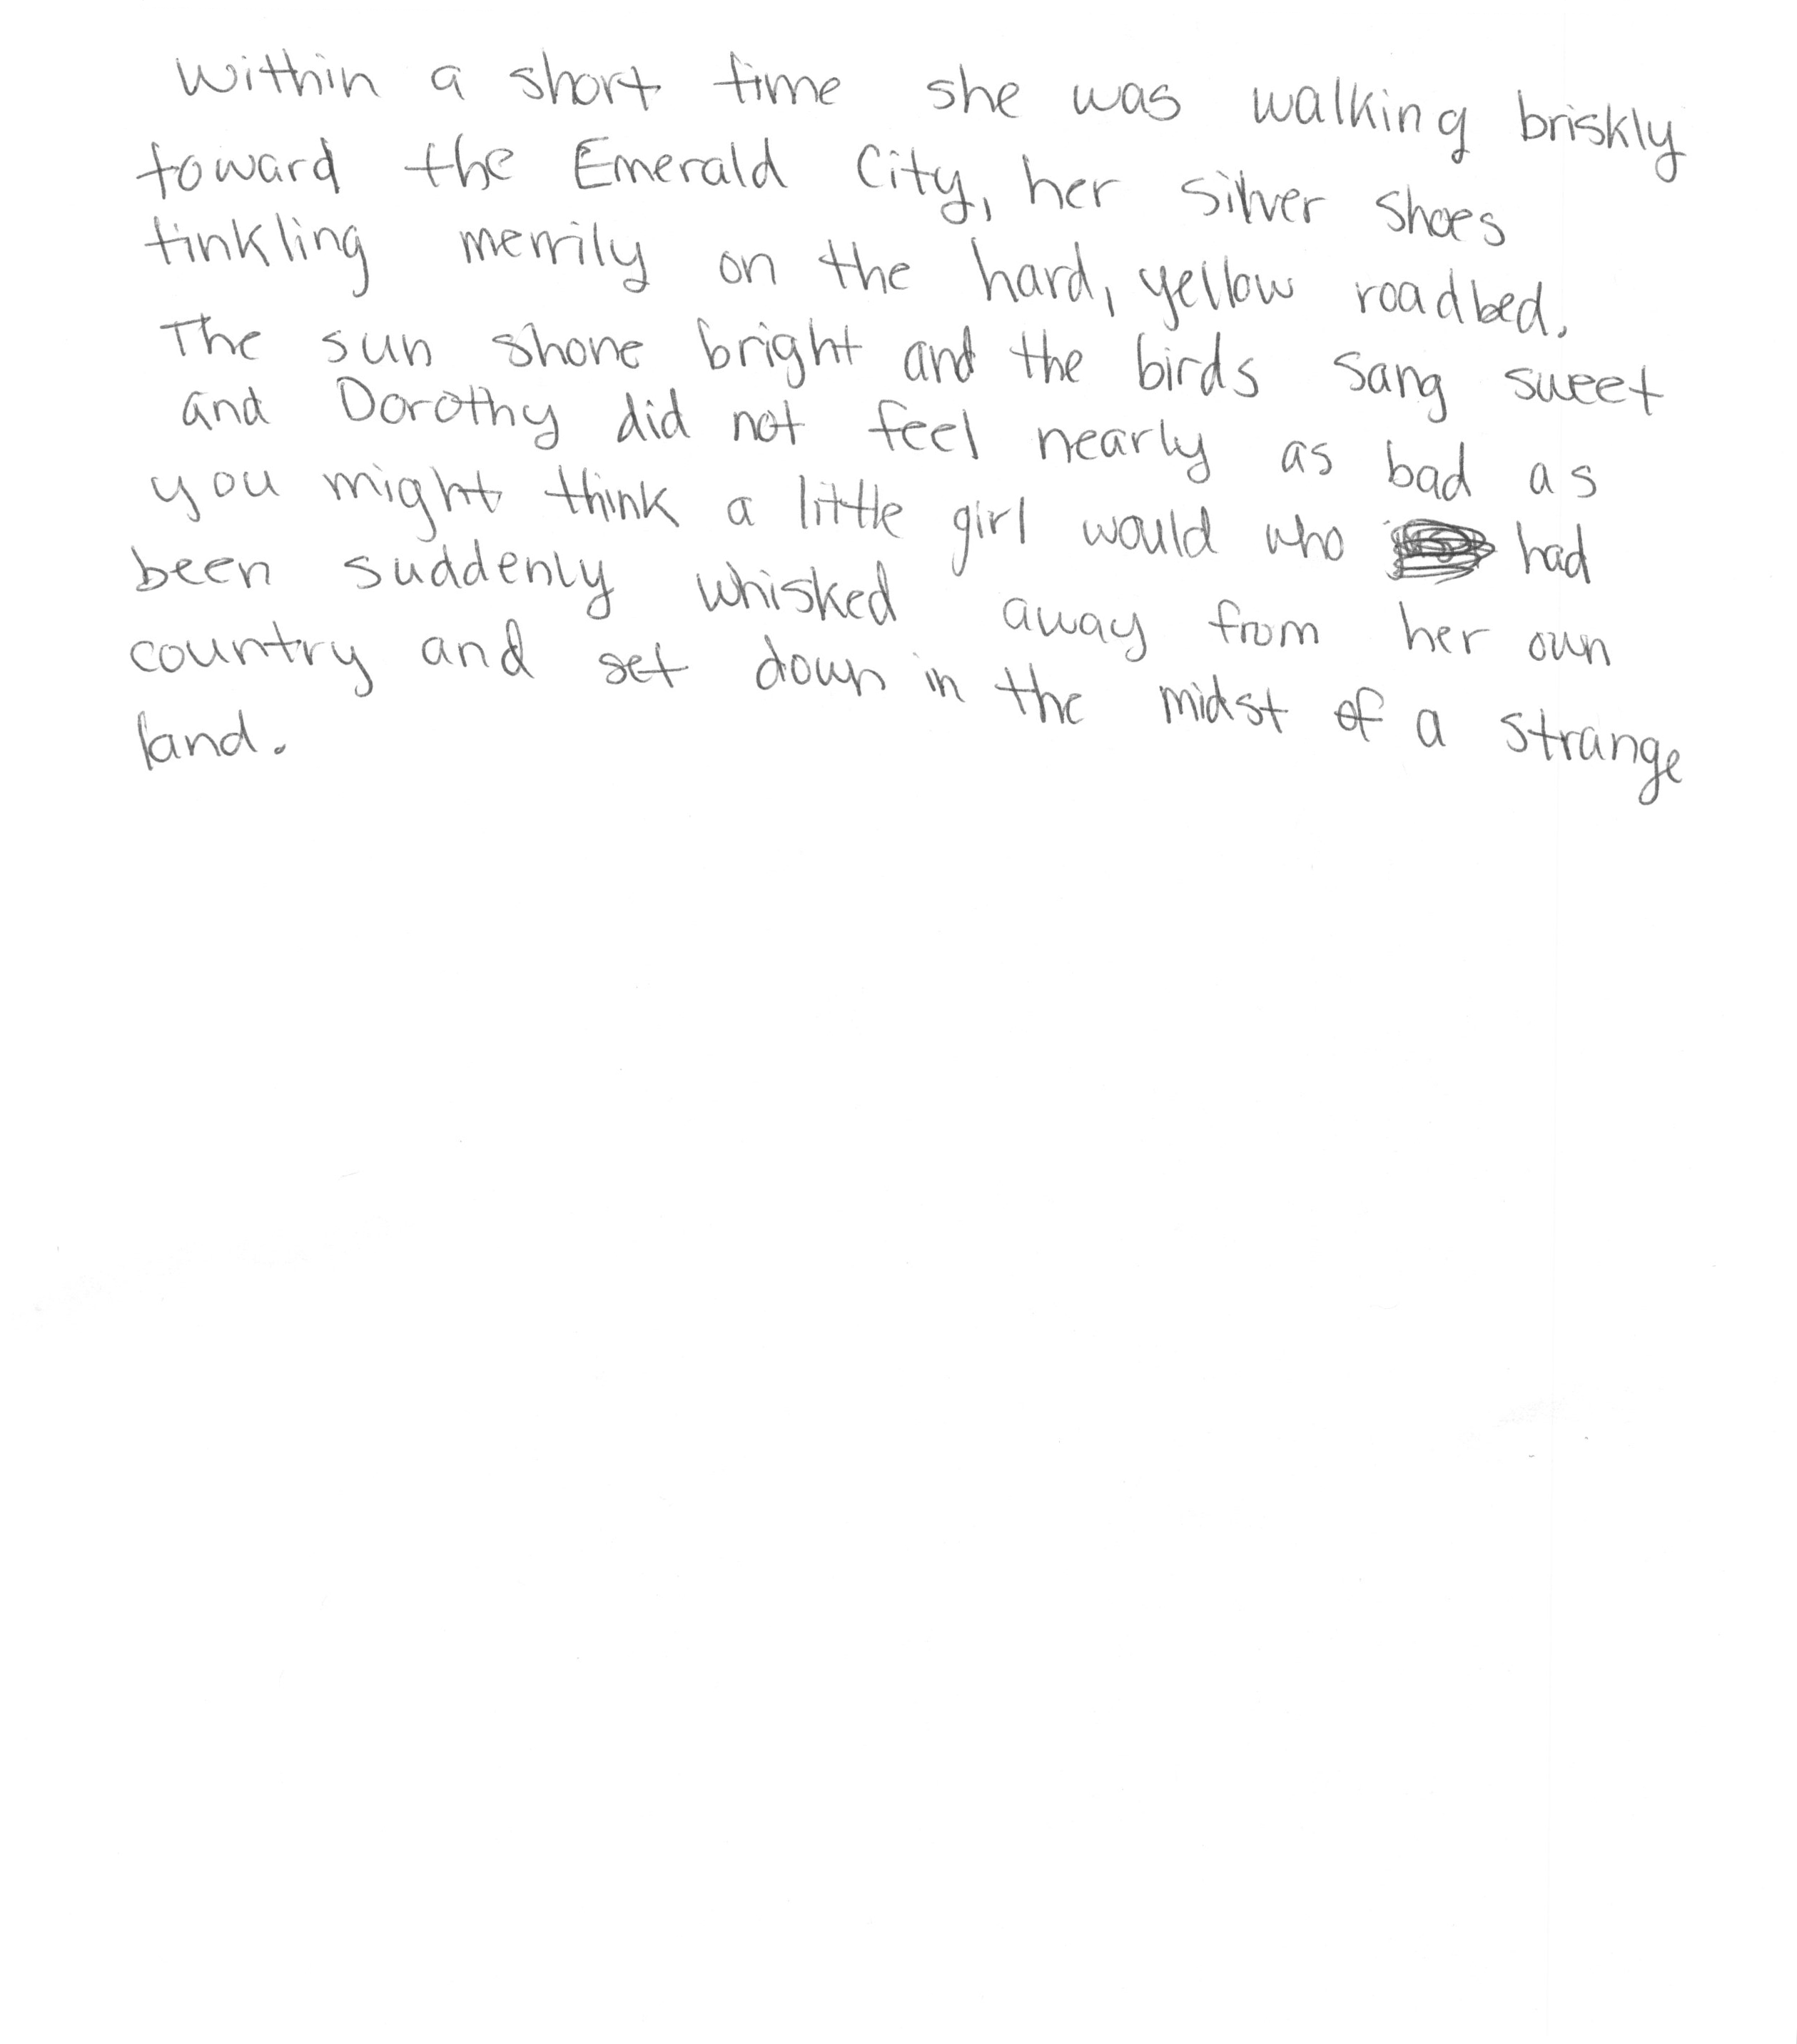 Within a short time she was walking briskly
toward the Emerald City, her silver shoes
tinkling merrily on the hard, yellow roadbed.
The sun shone bright and the birds sang sweet
and Dorothy did not feel nearly as bad as
you might think a little girl would who had
been suddenly whisked away from her own
country and set down in the midst of a strange
land.